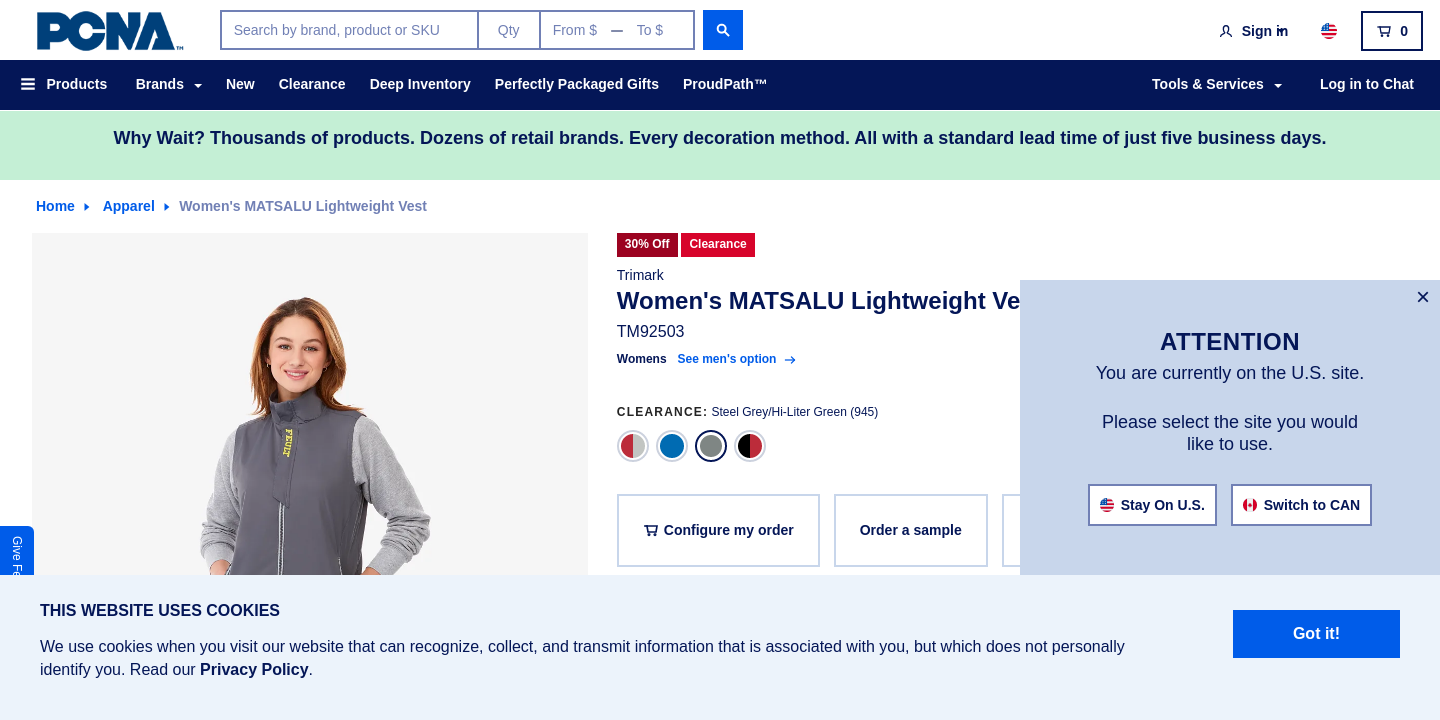 PCNA™
Search by brand, product or SKU
Qty
From $ — To $
Sign in
0
Products
Brands
New
Clearance
Deep Inventory
Perfectly Packaged Gifts
ProudPath™
Tools & Services
Log in to Chat
Why Wait? Thousands of products. Dozens of retail brands. Every decoration method. All with a standard lead time of just five business days.
Home
Apparel
Women's MATSALU Lightweight Vest
30% Off
Clearance
Trimark
Women's MATSALU Lightweight Ve
TM92503
Womens See men's option
CLEARANCE: Steel Grey/Hi-Liter Green (945)
Configure my order
Order a sample
FEULT
Give Fe
ATTENTION
You are currently on the U.S. site.
Please select the site you would
like to use.
Stay On U.S.
Switch to CAN
THIS WEBSITE USES COOKIES
We use cookies when you visit our website that can recognize, collect, and transmit information that is associated with you, but which does not personally
identify you. Read our Privacy Policy.
Got it!